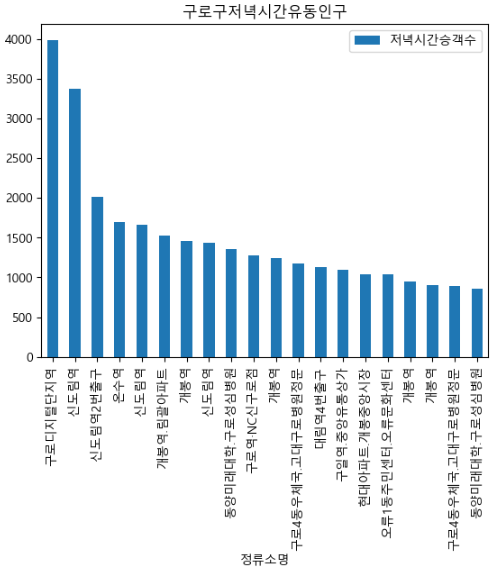 구로구저녁시간유동인구
저녁시간승객수
4000
3500
3000
2500
2000
1500
1000
500
0
구로디지털단지역
신도림역
신도림역2번출구
온수역
신도림역
개봉역.림괄아파트
개봉역
신도림역
동양미래대학.구로성심병원
구로역NC신구로점
개봉역
구로4동우체국.고대구로병원정문
대림역4번출구
구일역.중앙유통상가
현대아파트.개봉중앙시장
오류1동주민센터.오류문화센터
개봉역
개봉역
구로4동우체국.고대구로병원정문
동양미래대학.구로성심병원
정류소명